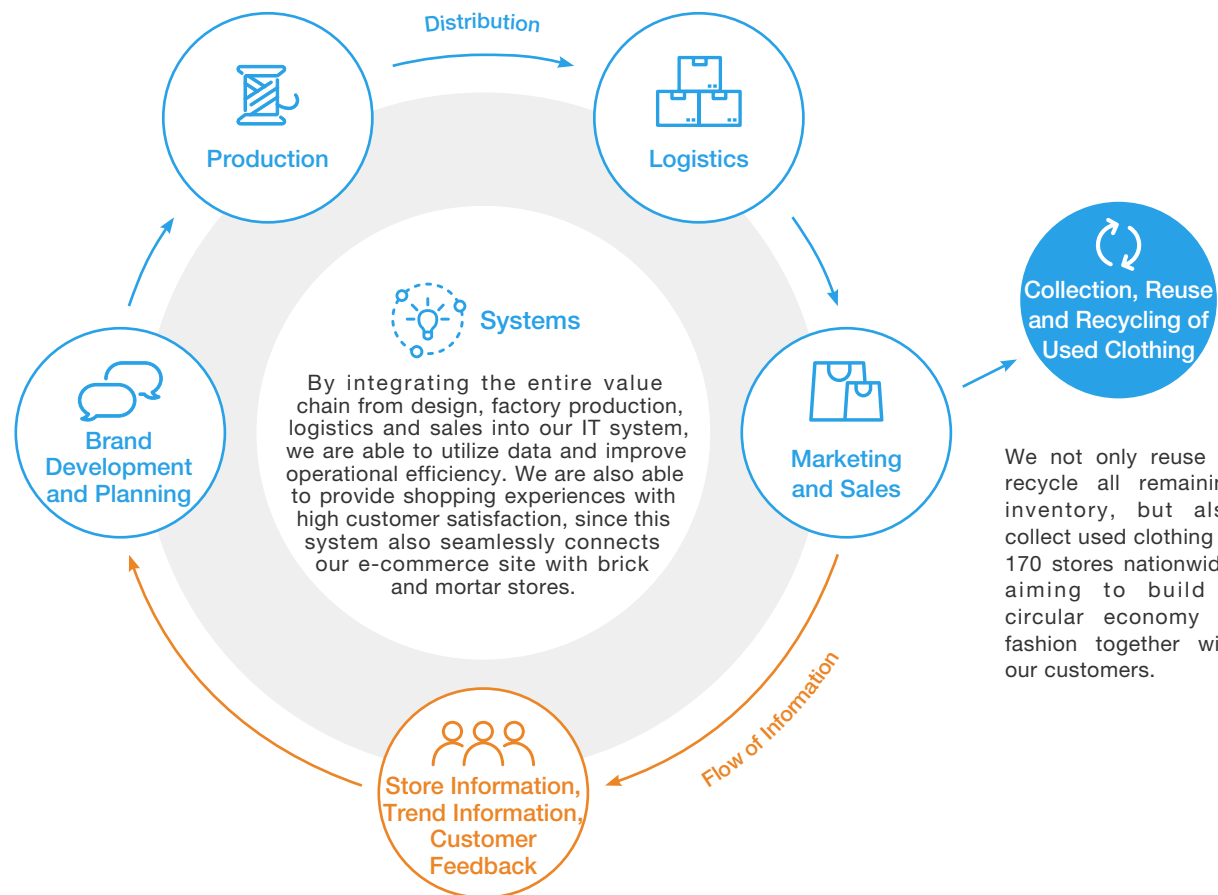 Distribution
Production
Logistics
Systems
By integrating the entire value
chain from design, factory production,
logistics and sales into our IT system,
we are able to utilize data and improve
operational efficiency. We are also able
to provide shopping experiences with
high customer satisfaction, since this
system also seamlessly connects
our e-commerce site with brick
and mortar stores.
Brand
Development
and Planning
Marketing
and Sales
Collection, Reuse
and Recycling of
Used Clothing
We not only reuse
recycle all
inventory, but
collect used clothing
170 stores
aiming to build
circular economy
fashion together
our customers.
Flow of Information
Store Information,
Trend Information,
Customer
Feedback